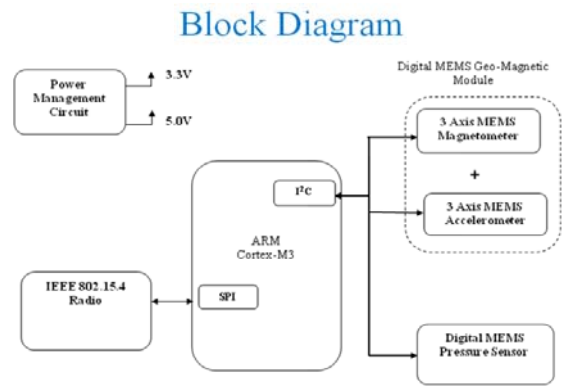 Block Diagram
Power
Management
Circuit
3.3V
5.0V
Digital MEMS Geo-Magnetic
Module
3 Axis MEMS
Magnetometer
+
3 Axis MEMS
Accelerometer
I²C
ARM
Cortex-M3
SPI
IEEE 802.15.4
Radio
Digital MEMS
Pressure Sensor